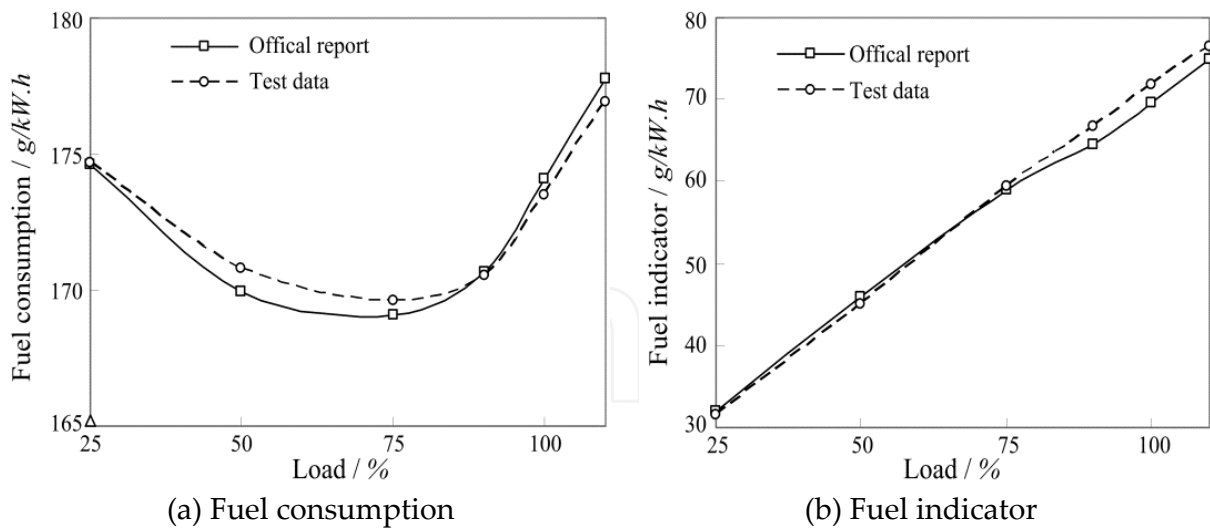 180
175
170
165
Fuel consumption / g/kW.h
Offical report
Test data
25
50
75
100
Load / %
(a) Fuel consumption
80
70
60
50
40
30
Fuel indicator / g/kW.h
Offical report
Test data
25
50
75
100
Load / %
(b) Fuel indicator